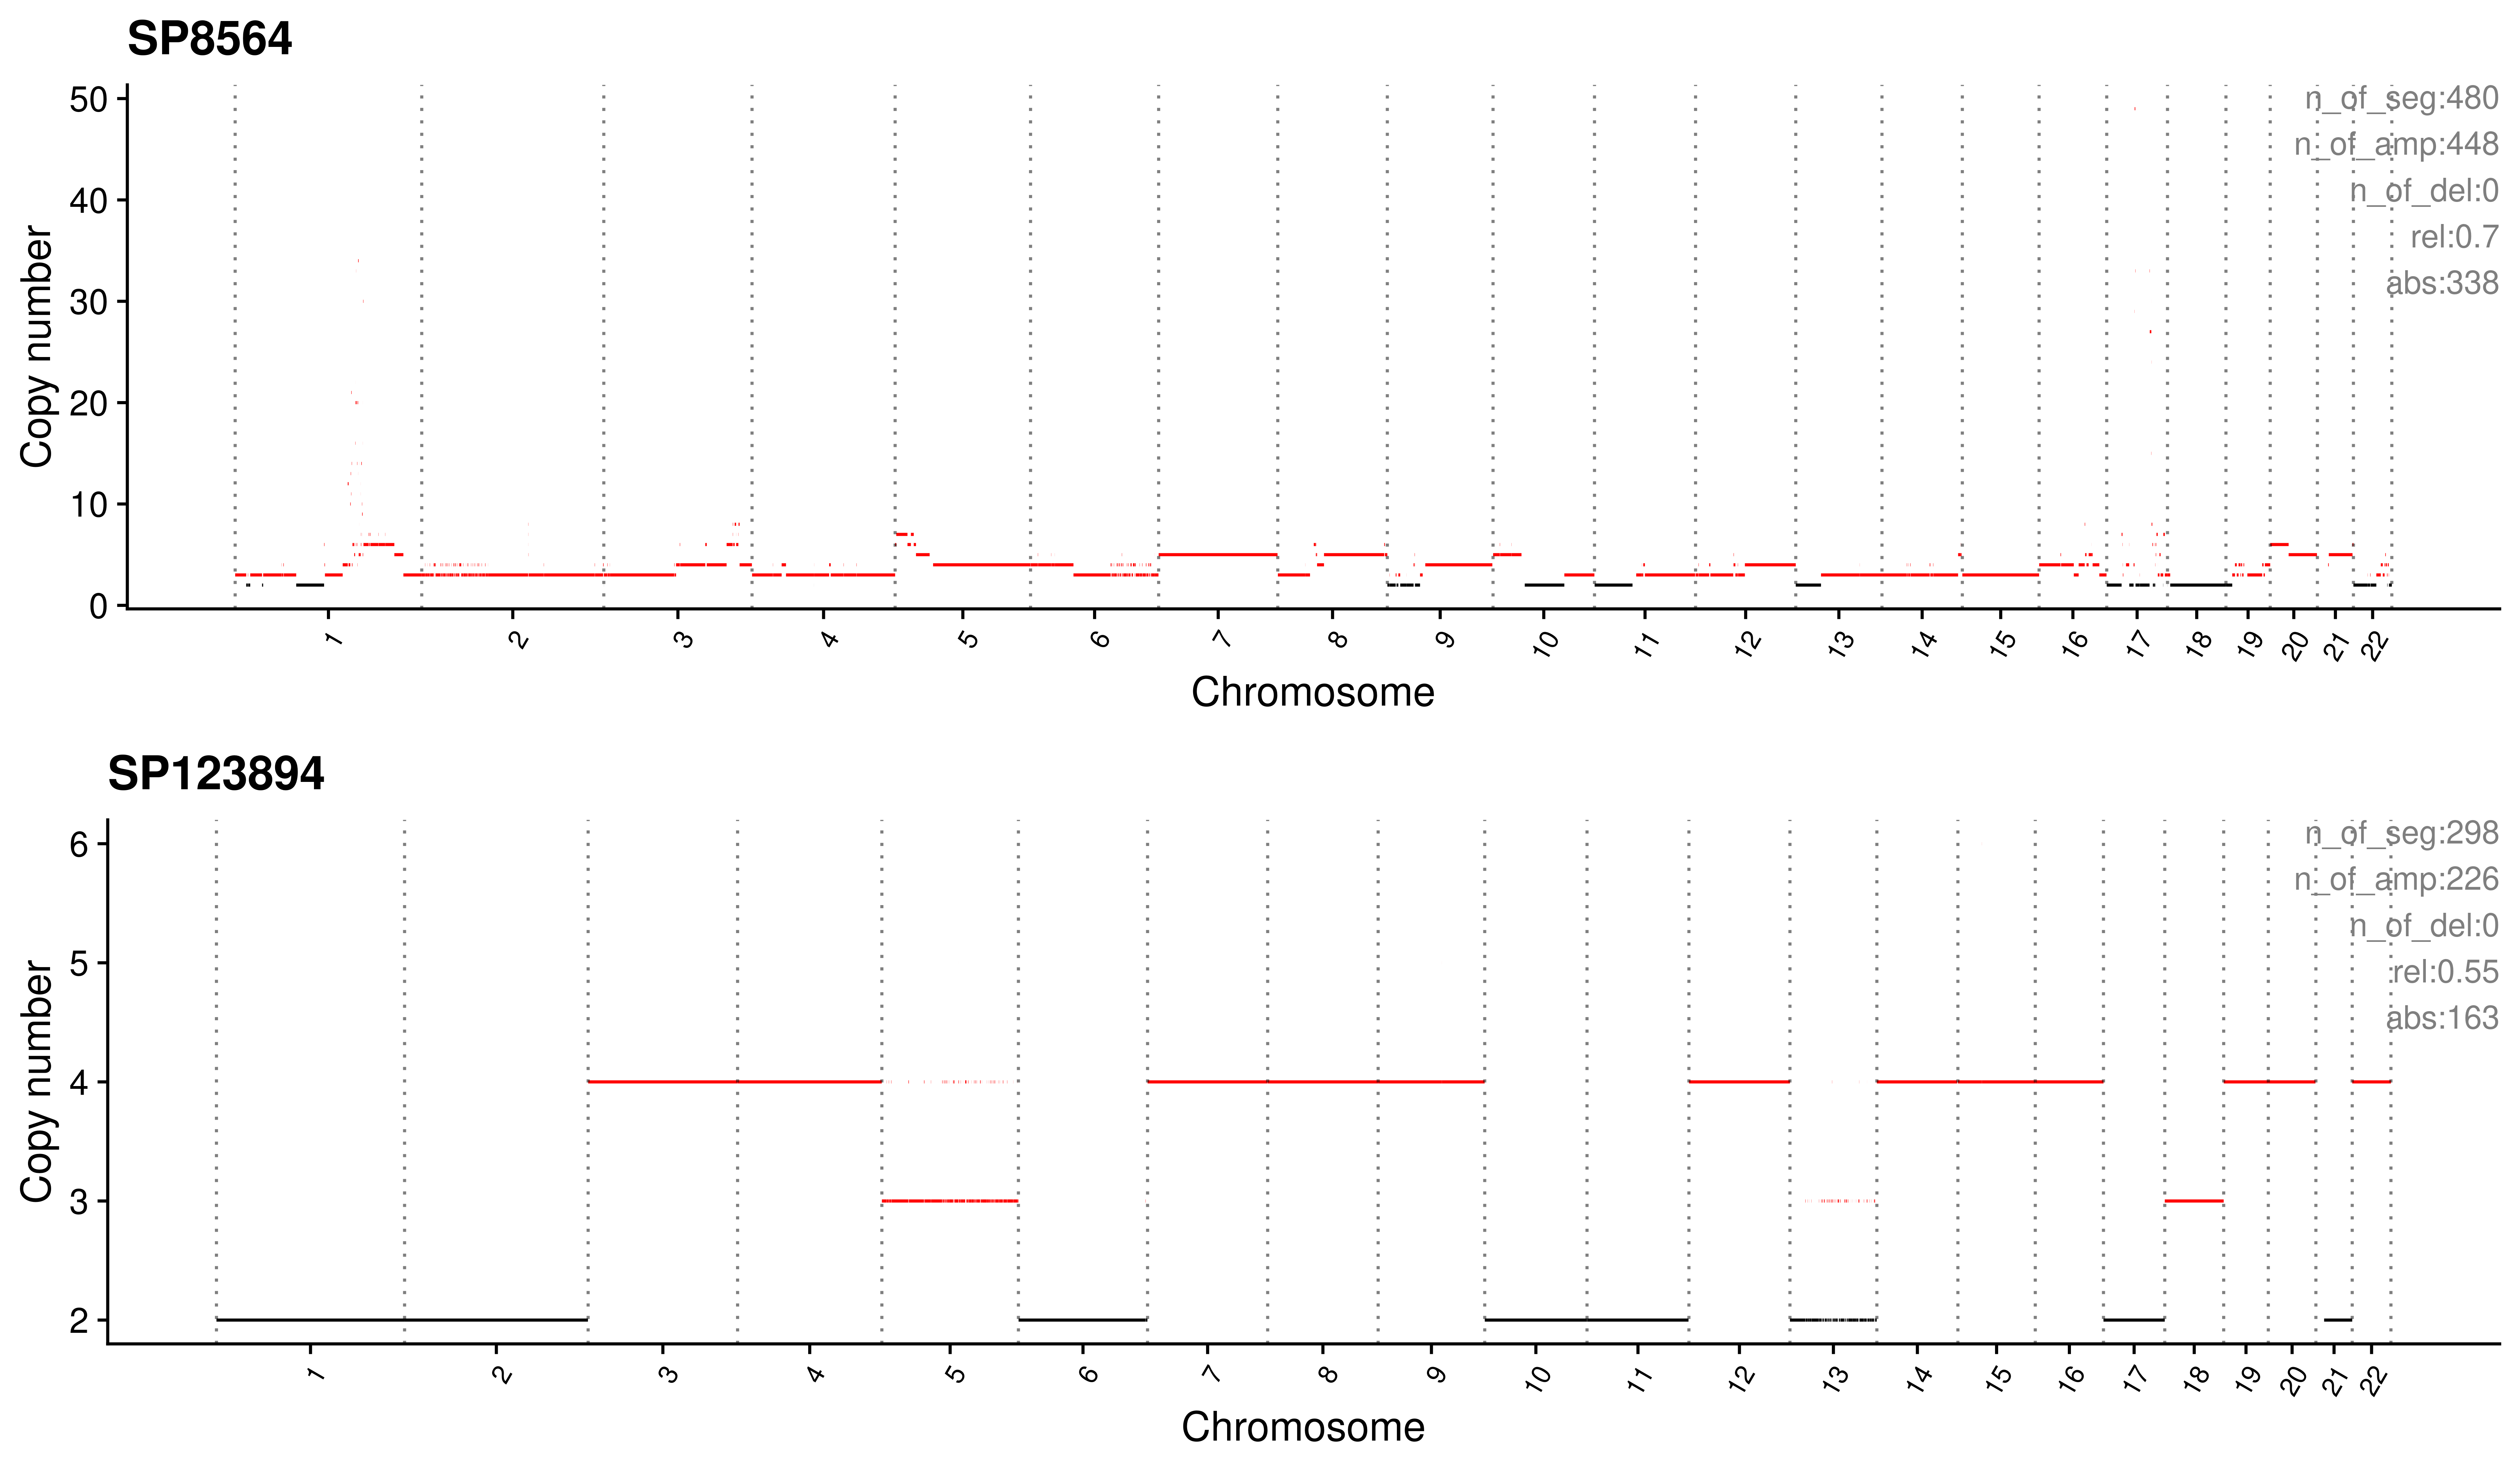 SP8564
50
40
30
20
10
0
Copy number
n_of_seg:480
n_of_amp:448
n_of_del:0
rel:0.7
abs:338
1 2 3 4 5 6 7 8 9 10 11 12 13 14 15 16 17 18 19 20 21 22
Chromosome
SP123894
6
5
4
3
2
Copy number
n_of_seg:298
n_of_amp:226
n_of_del:0
rel:0.55
abs:163
1 2 3 4 5 6 7 8 9 10 11 12 13 14 15 16 17 18 19 20 21 22
Chromosome